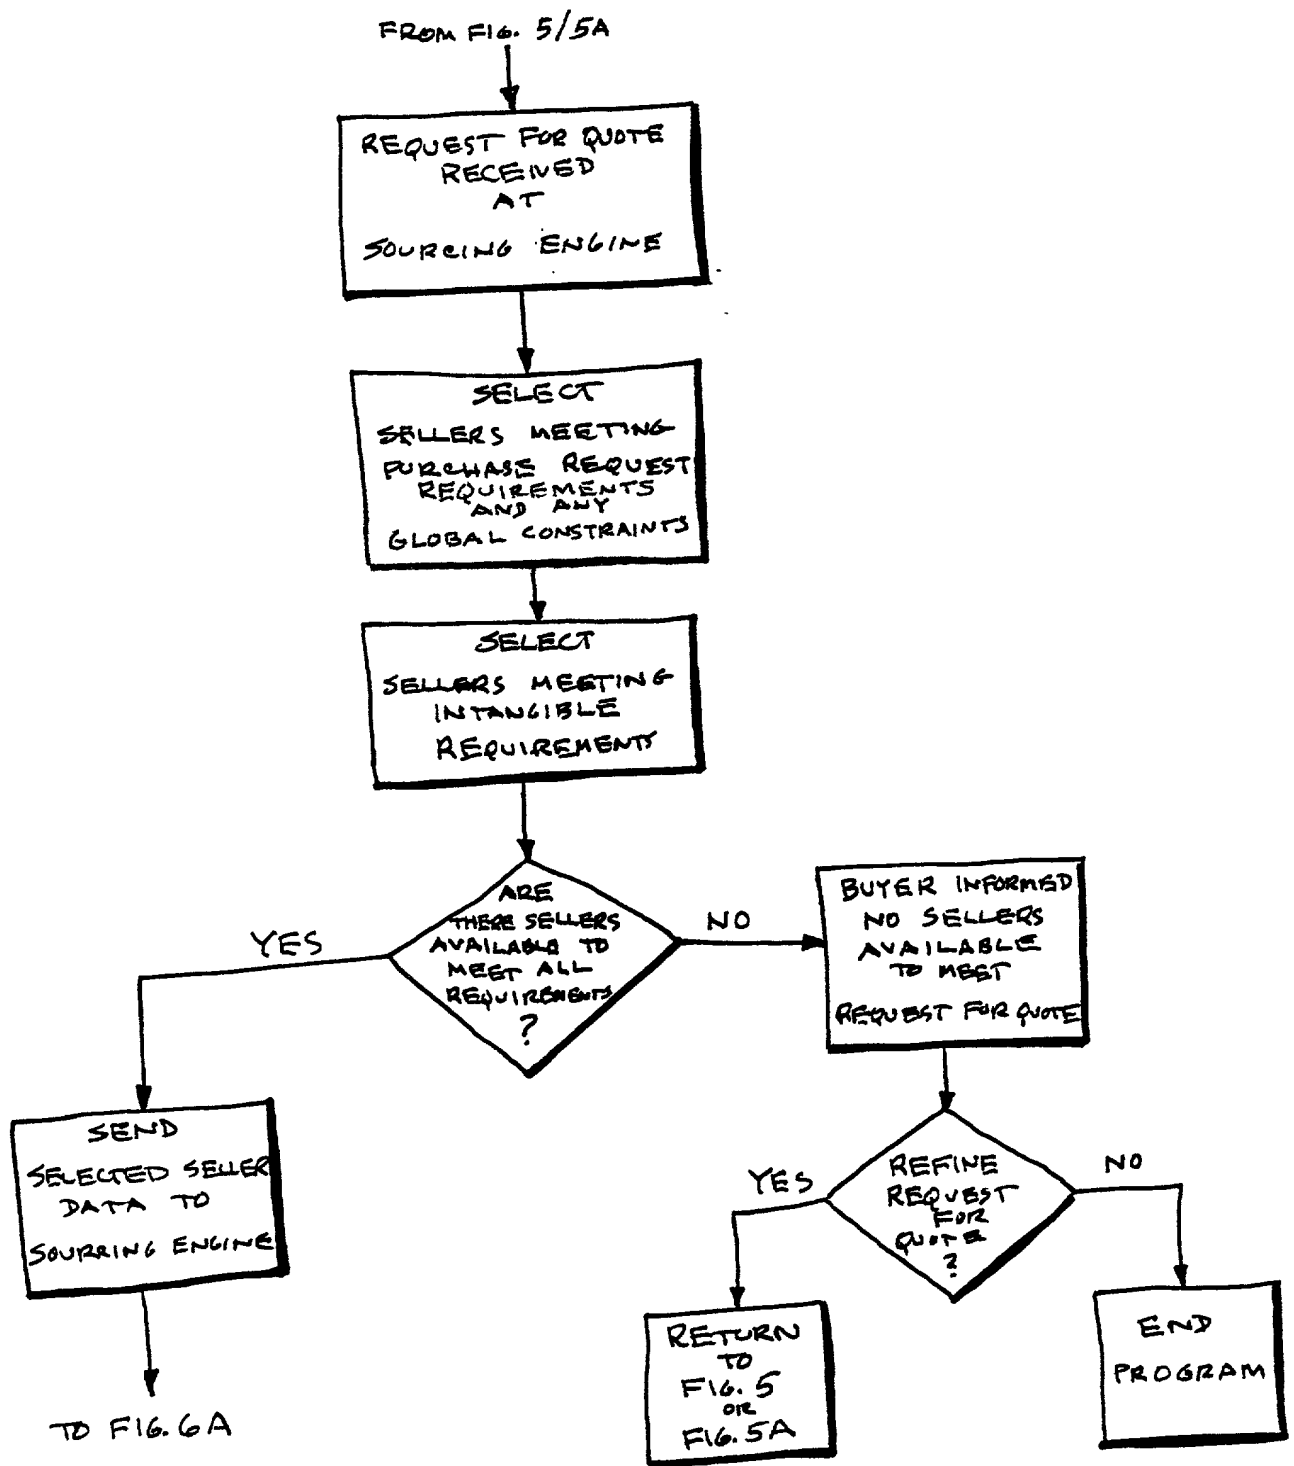 FROM FIG. 5/5A
REQUEST FOR QUOTE
RECEIVED
AT
SOURCING ENGINE
SELECT
SELLERS MEETING
PURCHASE REQUEST
REQUIREMENTS
AND ANY
GLOBAL CONSTRAINTS
SELECT
SELLERS MEETING
INTANGIBLE
REQUIREMENTS
ARE
THERE SELLERS
AVAILABLE TO
MEET ALL
REQUIREMENTS
?
YES
NO
BUYER INFORMED
NO SELLERS
AVAILABLE
TO MEET
REQUEST FOR QUOTE
SEND
SELECTED SELLER
DATA TO
SOURRING ENGINE
TO FIG. 6A
REFINE
REQUEST
FOR
QUOTE
?
YES
NO
RETURN
TO
FIG. 5
OR
FIG. 5A
END
PROGRAM